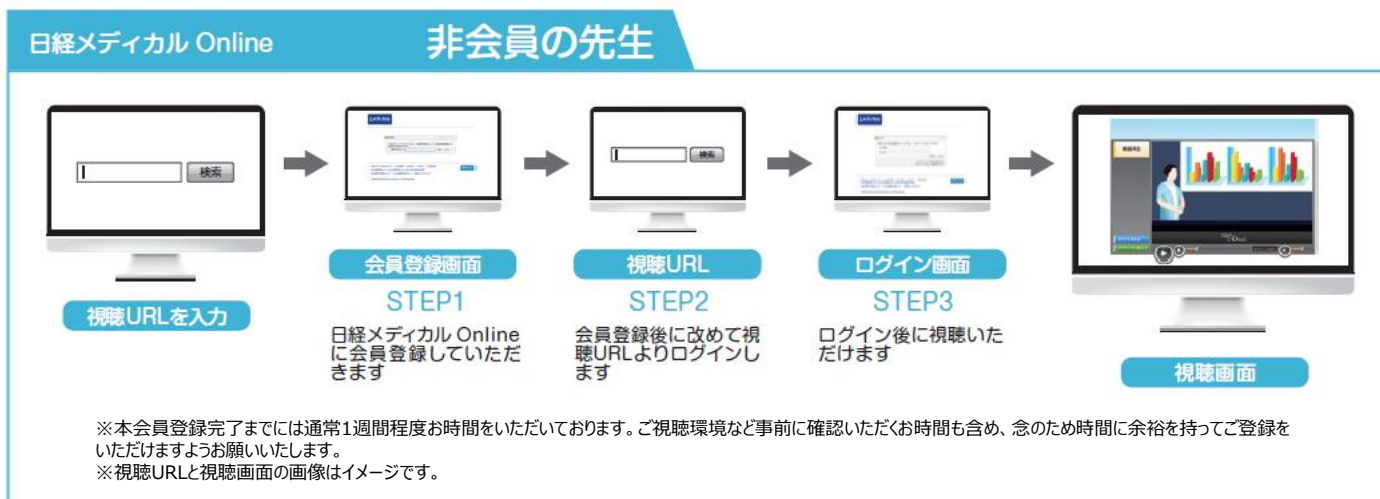 日経メディカル Online
非会員の先生
検索
検索
視聴URLを入力
会員登録画面
STEP1
日経メディカル Online
に会員登録していただ
きます
視聴URL
STEP2
会員登録後に改めて視
聴URLよりログインし
ます
ログイン画面
STEP3
ログイン後に視聴いた
だけます
視聴画面
※本会員登録完了までには通常1週間程度お時間をいただいております。ご視聴環境など事前に確認いただくお時間も含め、念のため時間に余裕を持ってご登録を
いただけますようお願いいたします。
※視聴URLと視聴画面の画像はイメージです。